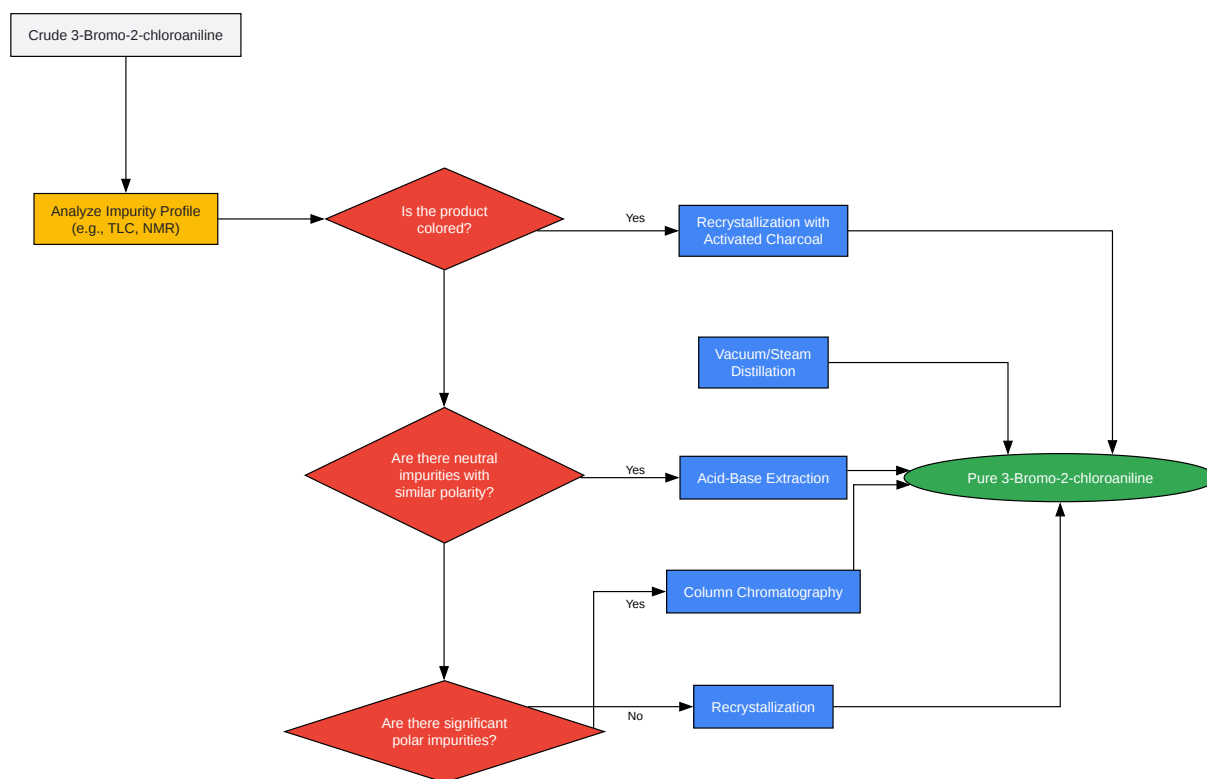 Crude 3-Bromo-2-chloroaniline
Analyze Impurity Profile
(e.g., TLC, NMR)
Is the product
colored?
Yes
Recrystallization with
Activated Charcoal
Vacuum/Steam
Distillation
Are there neutral
impurities with
similar polarity?
Yes
Acid-Base Extraction
Pure 3-Bromo-2-chloroaniline
Column Chromatography
Yes
Are there significant
polar impurities?
No
Recrystallization